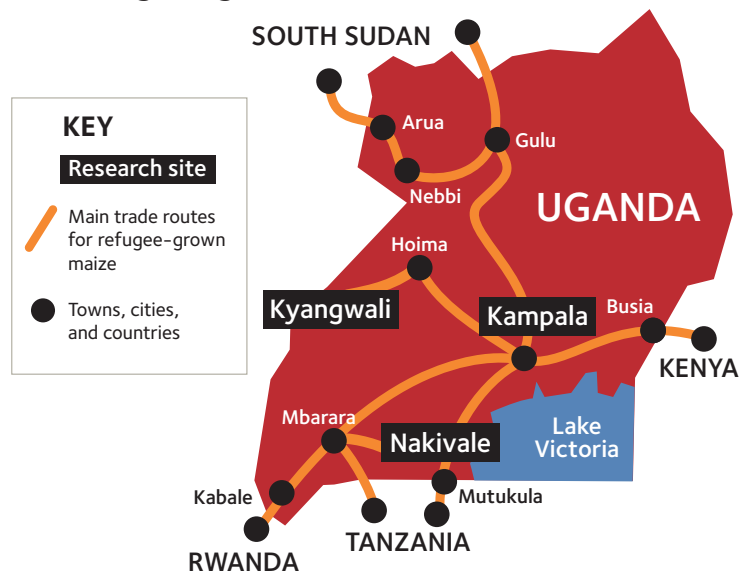 SOUTH SUDAN
KEY
Research site
Main trade routes
for refugee-grown
maize
Towns, cities,
and countries
Arua
Gulu
Nebbi
UGANDA
Hoima
Kyangwali
Kampala
Busia
KENYA
Mbarara
Nakivale
Lake
Victoria
Kabale
Mutukula
TANZANIA
RWANDA